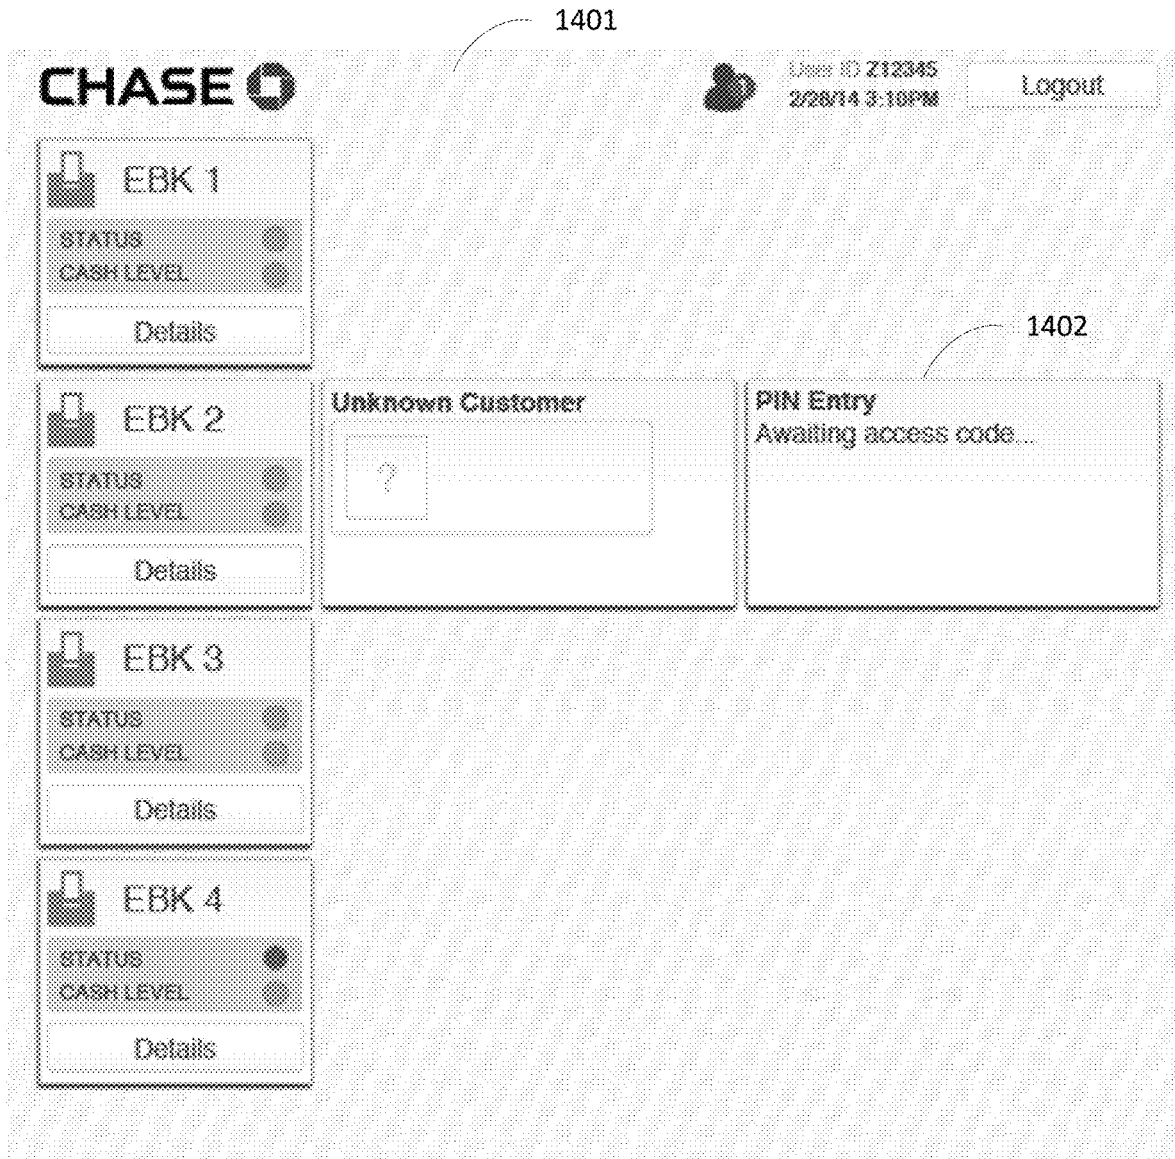 1401
CHASE
User ID Z12345
2/26/14 3:10PM
Logout
EBK 1
STATUS
CASH LEVEL
Details
1402
EBK 2
STATUS
CASH LEVEL
Details
Unknown Customer
?
PIN Entry
Awaiting access code...
EBK 3
STATUS
CASH LEVEL
Details
EBK 4
STATUS
CASH LEVEL
Details